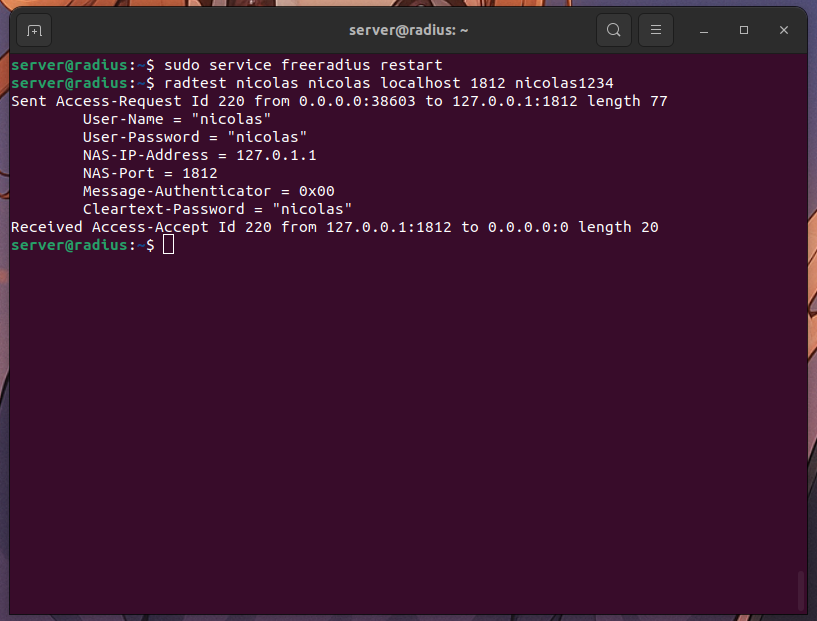 server@radius: ~
server@radius:~$ sudo service freeradius restart
server@radius:~$ radtest nicolas nicolas localhost 1812 nicolas1234
Sent Access-Request Id 220 from 0.0.0.0:38603 to 127.0.0.1:1812 length 77
User-Name = "nicolas"
User-Password = "nicolas"
NAS-IP-Address = 127.0.1.1
NAS-Port = 1812
Message-Authenticator = 0x00
Cleartext-Password = "nicolas"
Received Access-Accept Id 220 from 127.0.0.1:1812 to 0.0.0.0:0 length 20
server@radius:~$